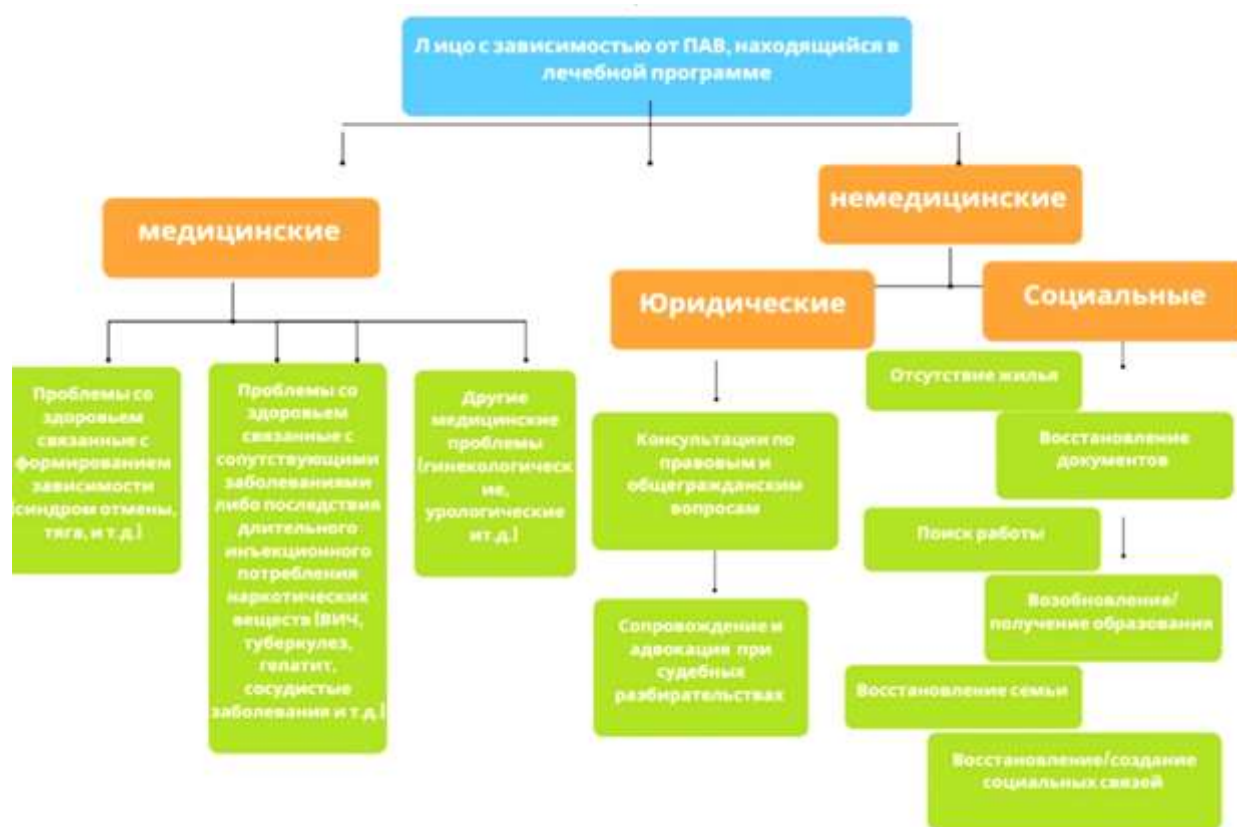 Л ицо с зависимостью от ПАВ, находящийся в
лечебной программе
медицинские
немедицинские
Юридические
Социальные
Проблемы со
здоровьем
связанные с
формированием
зависимости
(синдром отмены,
тяга, и т.д.)
Проблемы со
здоровьем
связанные с
сопутствующими
заболеваниями
либо последствия
длительного
инъекционного
потребления
наркотических
веществ (ВИЧ,
туберкулез,
гепатит,
сосудистые
заболевания и т.д.)
Другие
медицинские
проблемы
(гинекологическ
ие,
урологические
ит.д.)
Консультации по
правовым и
общегражданским
вопросам
Сопровождение и
адвокация при
судебных
разбирательствах
Отсутствие жилья
Восстановление
документов
Поиск работы
Возобновление/
получение образования
Восстановление семьи
Восстановление/создание
социальных связей